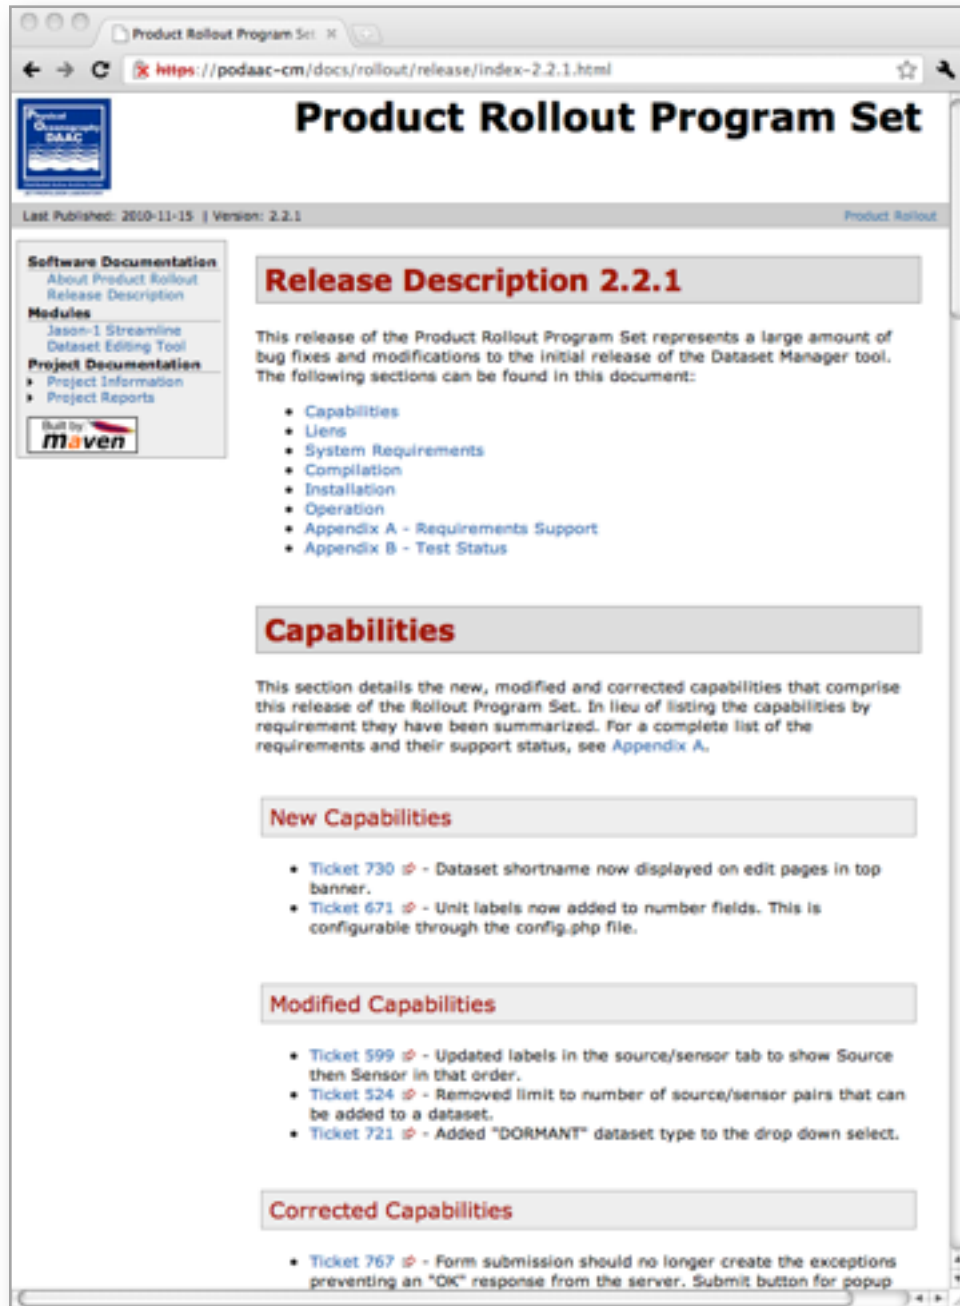 Product Rollout Program Set
https://podaac-cm/docs/rollout/release/index-2.2.1.html
Physical
Oceanography
DAAC
Product Rollout Program Set
Last Published: 2010-11-15 | Version: 2.2.1
Product Rollout
Software Documentation
About Product Rollout
Release Description
Modules
Jason-1 Streamline
Dataset Editing Tool
Project Documentation
Project Information
Project Reports
Built by:
maven
Release Description 2.2.1
This release of the Product Rollout Program Set represents a large amount of
bug fixes and modifications to the initial release of the Dataset Manager tool.
The following sections can be found in this document:
• Capabilities
• Liens
• System Requirements
• Compilation
• Installation
• Operation
• Appendix A - Requirements Support
• Appendix B - Test Status
Capabilities
This section details the new, modified and corrected capabilities that comprise
this release of the Rollout Program Set. In lieu of listing the capabilities by
requirement they have been summarized. For a complete list of the
requirements and their support status, see Appendix A.
New Capabilities
• Ticket 730 - Dataset shortname now displayed on edit pages in top
banner.
• Ticket 671 - Unit labels now added to number fields. This is
configurable through the config.php file.
Modified Capabilities
• Ticket 599 - Updated labels in the source/sensor tab to show Source
then Sensor in that order.
• Ticket 524 - Removed limit to number of source/sensor pairs that can
be added to a dataset.
• Ticket 721 - Added "DORMANT" dataset type to the drop down select.
Corrected Capabilities
• Ticket 767 - Form submission should no longer create the exceptions
preventing an "OK" response from the server. Submit button for popup